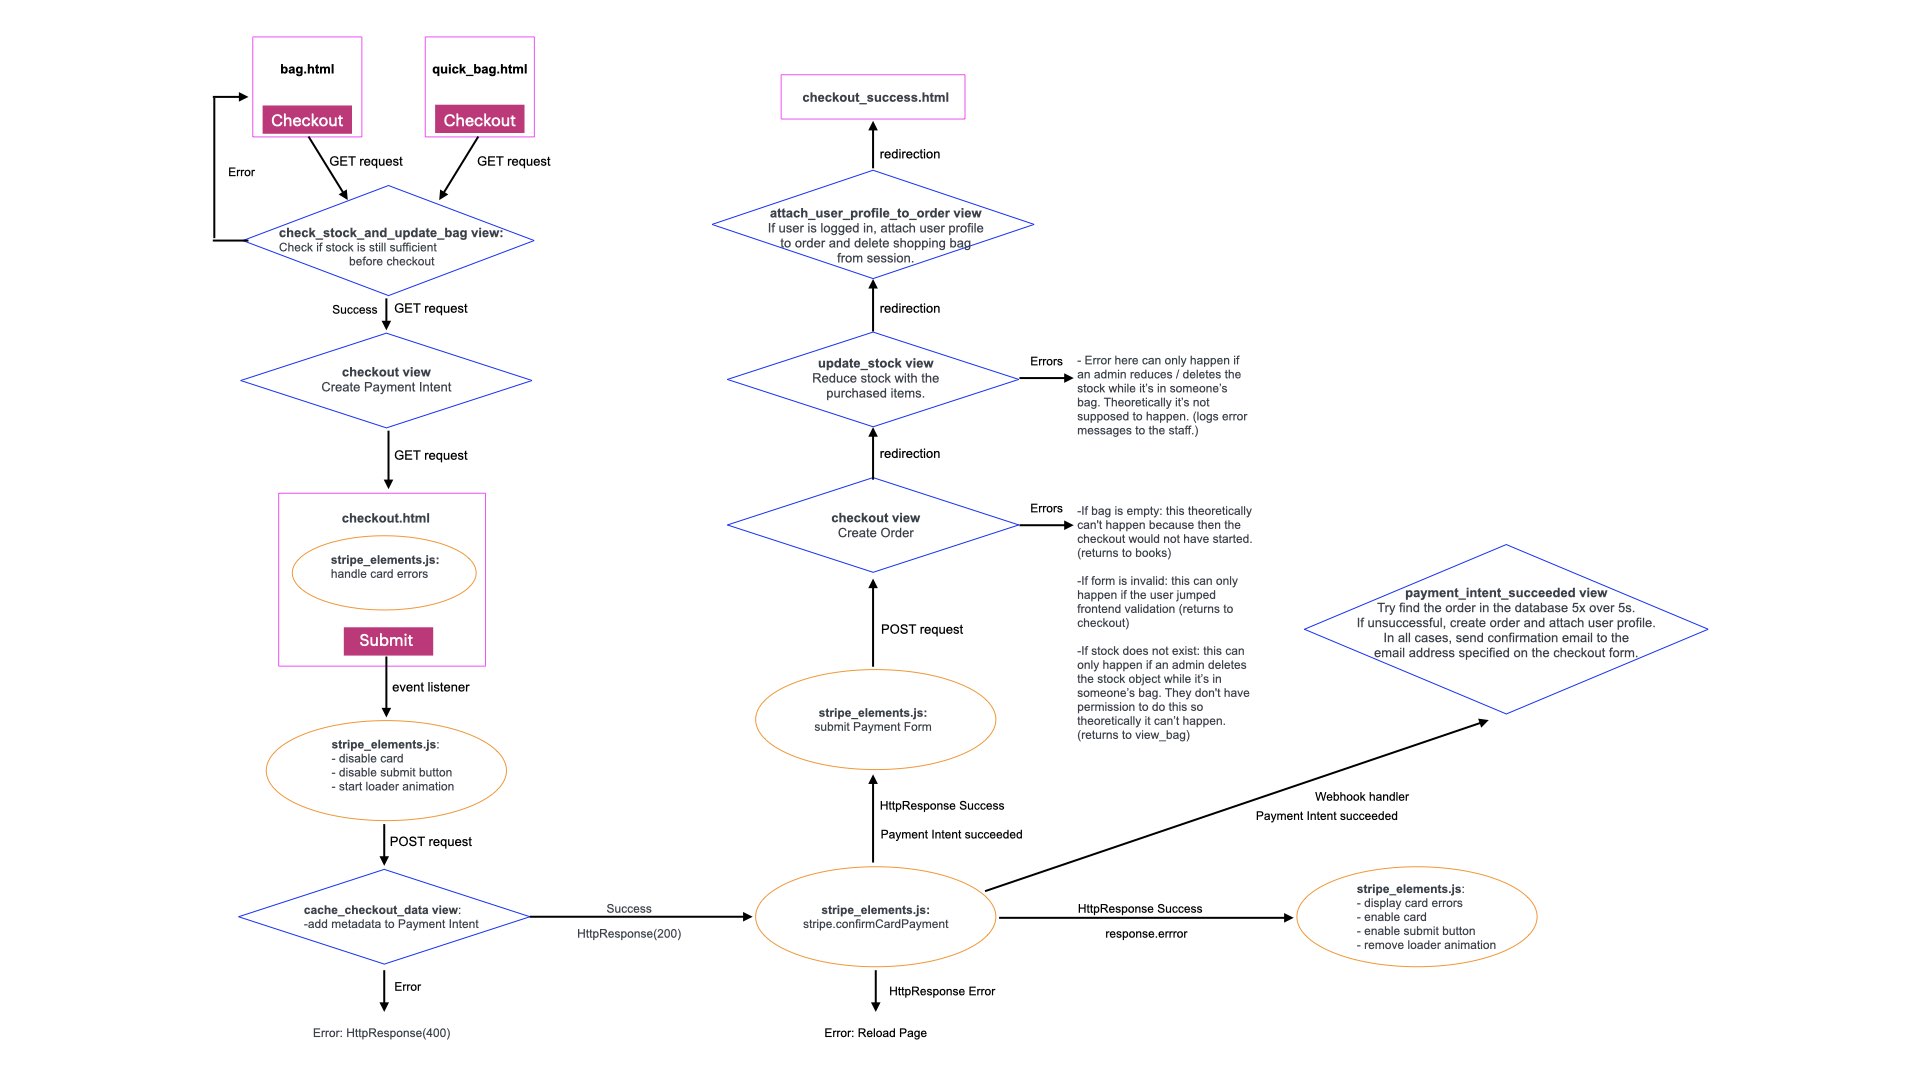 bag.html
Checkout
quick_bag.html
Checkout
GET request
GET request
Error
check_stock_and_update_bag view:
Check if stock is still sufficient
before checkout
Success
GET request
checkout view
Create Payment Intent
GET request
checkout.html
stripe_elements.js:
handle card errors
Submit
event listener
stripe_elements.js:
- disable card
- disable submit button
- start loader animation
POST request
cache_checkout_data view:
-add metadata to Payment Intent
Error
Error: HttpResponse(400)
Success
HttpResponse(200)
stripe_elements.js:
stripe.confirmCardPayment
HttpResponse Error
Error: Reload Page
HttpResponse Success
Payment Intent succeeded
stripe_elements.js:
submit Payment Form
POST request
checkout view
Create Order
Errors
-If bag is empty: this theoretically
can't happen because then the
checkout would not have started.
(returns to books)
-If form is invalid: this can only
happen if the user jumped
frontend validation (returns to
checkout)
-If stock does not exist: this can
only happen if an admin deletes
the stock object while it's in
someone's bag. They don't have
permission to do this so
theoretically it can't happen.
(returns to view_bag)
redirection
update_stock view
Reduce stock with the
purchased items.
Errors
- Error here can only happen if
an admin reduces / deletes the
stock while it's in someone's
bag. Theoretically it's not
supposed to happen. (logs error
messages to the staff.)
redirection
attach_user_profile_to_order view
If user is logged in, attach user profile
to order and delete shopping bag
from session.
redirection
checkout_success.html
Webhook handler
Payment Intent succeeded
payment_intent_succeeded view
Try find the order in the database 5x over 5s.
If unsuccessful, create order and attach user profile.
In all cases, send confirmation email to the
email address specified on the checkout form.
HttpResponse Success
response.errror
stripe_elements.js:
- display card errors
- enable card
- enable submit button
- remove loader animation